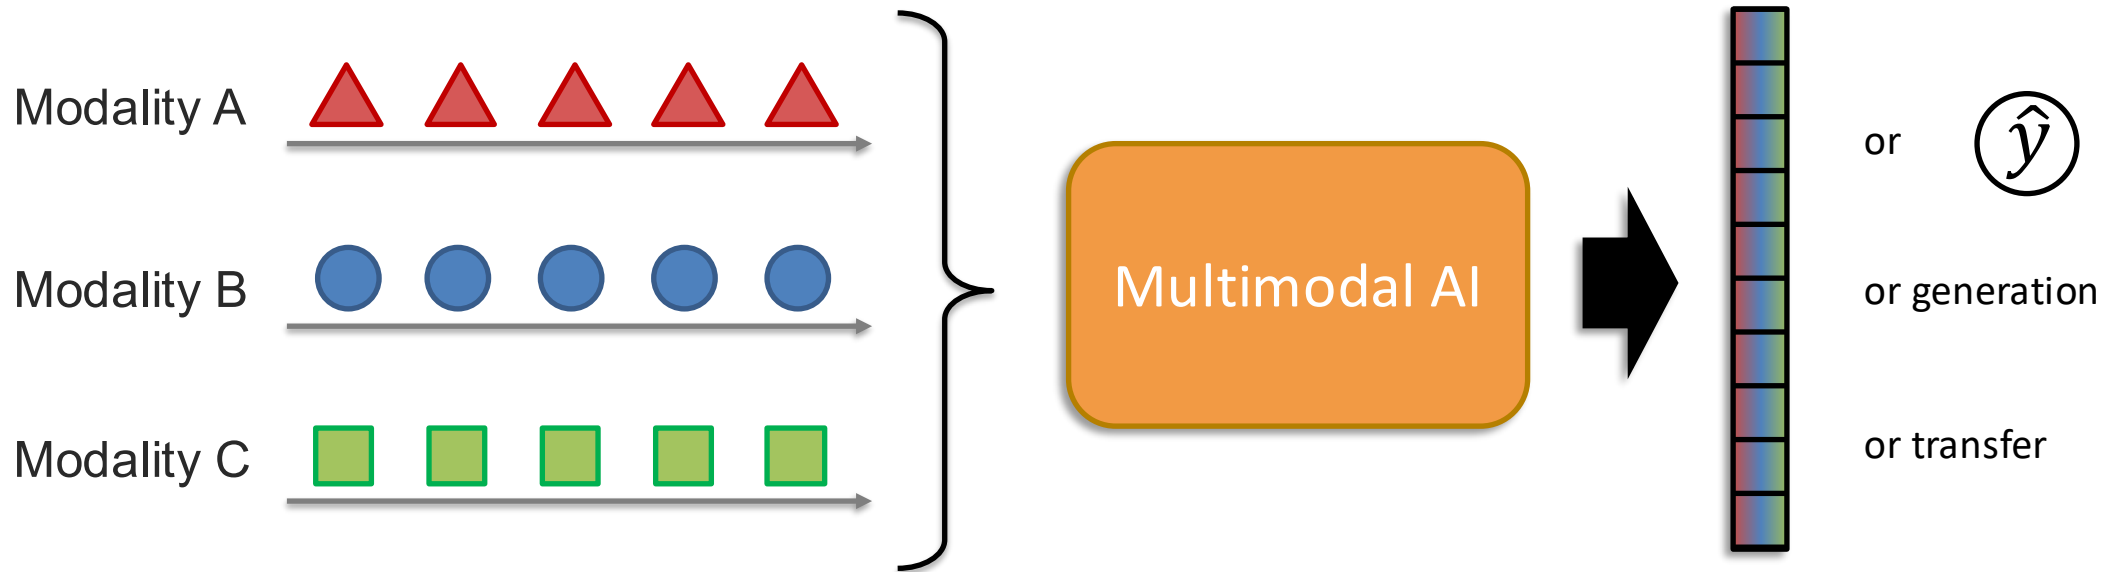 Modality A
Modality B
Modality C
Multimodal AI
or ŷ
or generation
or transfer